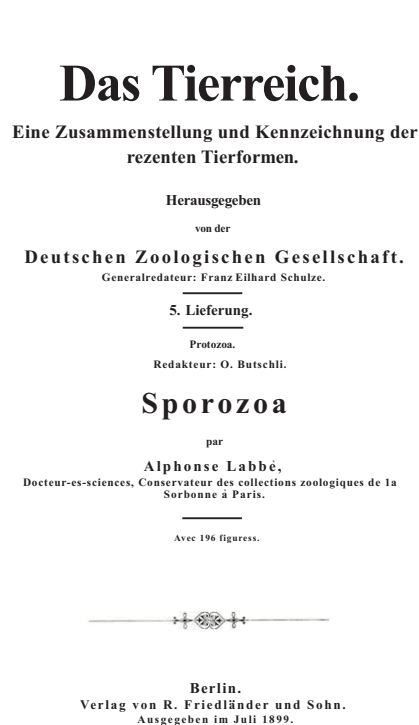 Das Tierreich.
Eine Zusammenstellung und Kennzeichnung der
rezenten Tierformen.
Herausgegeben
von der
Deutschen Zoologischen Gesellschaft.
Generalredateur: Franz Eilhard Schulze.
5. Lieferung.
Protozoa.
Redakteur: O. Butschli.
Sporozoa
par
Alphonse Labbè,
Docteur-es-sciences, Conservateur des collections zoologiques de 1a
Sorbonne à Paris.
Avec 196 figuress.
Berlin.
Verlag von R. Friedländer und Sohn.
Ausgegeben im Juli 1899.